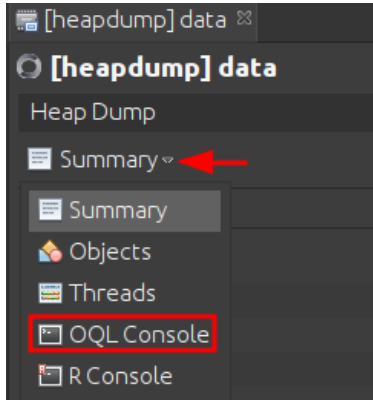 [heapdump] data
[heapdump] data
Heap Dump
Summary
Summary
Objects
Threads
OQL Console
R Console